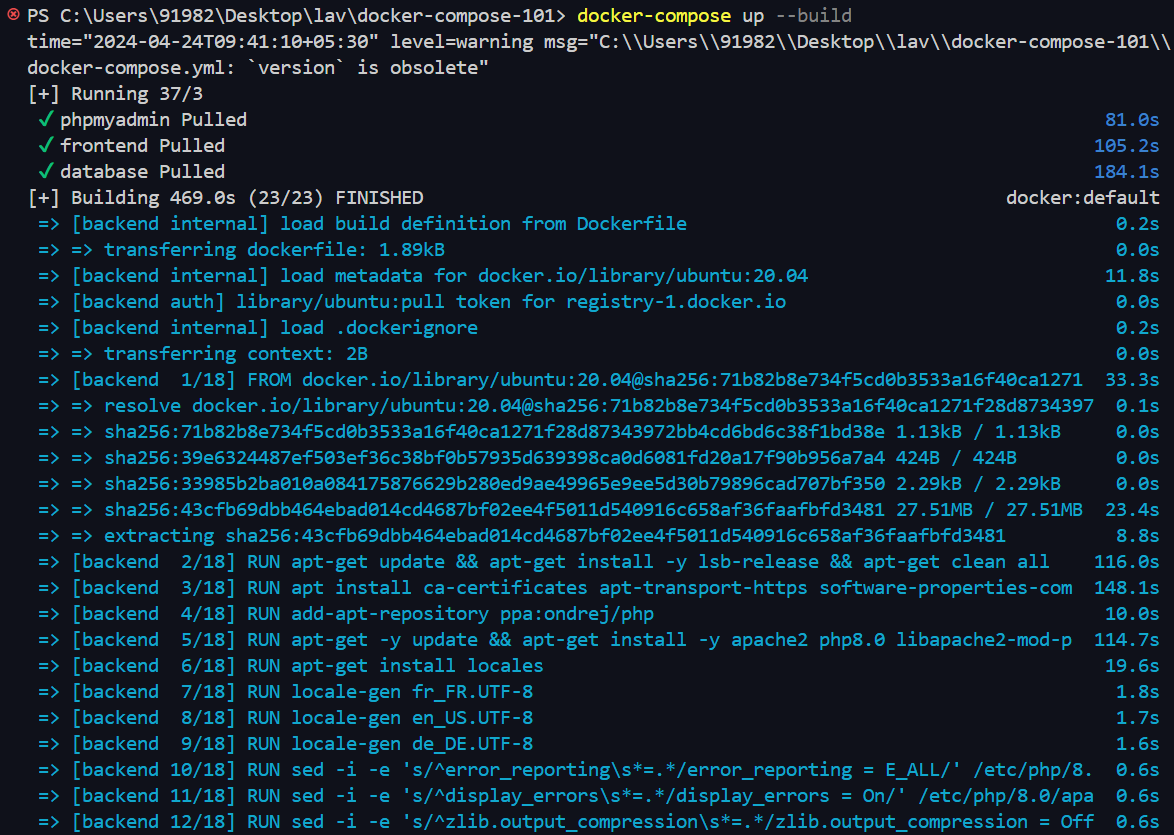 PS C:\Users\91982\Desktop\lav\docker-compose-101> docker-compose up --build
time="2024-04-24T09:41:10+05:30" level=warning msg="C:\\Users\\91982\\Desktop\\lav\\docker-compose-101\\
docker-compose.yml: `version` is obsolete"
[+] Running 37/3
✓ phpmyadmin Pulled 81.0s
✓ frontend Pulled 105.2s
✓ database Pulled 184.1s
[+] Building 469.0s (23/23) FINISHED docker:default
=> [backend internal] load build definition from Dockerfile 0.2s
=> => transferring dockerfile: 1.89kB 0.0s
=> [backend internal] load metadata for docker.io/library/ubuntu:20.04 11.8s
=> [backend auth] library/ubuntu:pull token for registry-1.docker.io 0.0s
=> [backend internal] load .dockerignore 0.2s
=> => transferring context: 2B 0.0s
=> [backend  1/18] FROM docker.io/library/ubuntu:20.04@sha256:71b82b8e734f5cd0b3533a16f40ca1271 33.3s
=> => resolve docker.io/library/ubuntu:20.04@sha256:71b82b8e734f5cd0b3533a16f40ca1271f28d8734397 0.1s
=> => sha256:71b82b8e734f5cd0b3533a16f40ca1271f28d87343972bb4cd6bd6c38f1bd38e 1.13kB / 1.13kB 0.0s
=> => sha256:39e6324487ef503ef36c38bf0b57935d639398ca0d6081fd20a17f90b956a7a4 424B / 424B 0.0s
=> => sha256:33985b2ba010a084175876629b280ed9ae49965e9ee5d30b79896cad707bf350 2.29kB / 2.29kB 0.0s
=> => sha256:43cfb69dbb464ebad014cd4687bf02ee4f5011d540916c658af36faafbfd3481 27.51MB / 27.51MB 23.4s
=> => extracting sha256:43cfb69dbb464ebad014cd4687bf02ee4f5011d540916c658af36faafbfd3481 8.8s
=> [backend  2/18] RUN apt-get update && apt-get install -y lsb-release && apt-get clean all 116.0s
=> [backend  3/18] RUN apt install ca-certificates apt-transport-https software-properties-com 148.1s
=> [backend  4/18] RUN add-apt-repository ppa:ondrej/php 10.0s
=> [backend  5/18] RUN apt-get -y update && apt-get install -y apache2 php8.0 libapache2-mod-p 114.7s
=> [backend  6/18] RUN apt-get install locales 19.6s
=> [backend  7/18] RUN locale-gen fr_FR.UTF-8 1.8s
=> [backend  8/18] RUN locale-gen en_US.UTF-8 1.7s
=> [backend  9/18] RUN locale-gen de_DE.UTF-8 1.6s
=> [backend 10/18] RUN sed -i -e 's/^error_reporting\s*=.*/error_reporting = E_ALL/' /etc/php/8. 0.6s
=> [backend 11/18] RUN sed -i -e 's/^display_errors\s*=.*/display_errors = On/' /etc/php/8.0/apa 0.6s
=> [backend 12/18] RUN sed -i -e 's/^zlib.output_compression\s*=.*/zlib.output_compression = Off 0.6s